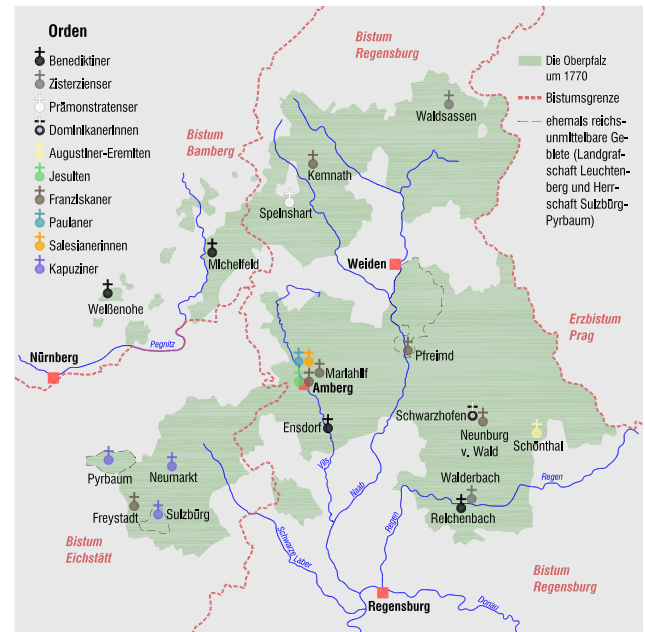 Orden
Benediktiner
Zisterzienser
Prämonstratenser
DominikanerInnen
Augustiner-Eremiten
Jesuiten
Franziskaner
Paulaner
Salesianerinnen
Kapuziner
Bistum
Regensburg
Die Oberpfalz
um 1770
Bistumsgrenze
ehemals reichs-
unmittelbare Ge-
biete (Landgraf-
schaft Leuchten-
berg und Herr-
schaft Sulzbürg-
Pyrbaum)
Waldsassen
Bistum
Bamberg
Kemnath
Speinshart
Michelfeld
Weiden
Weißenohe
Erzbistum
Prag
Pegnitz
Nürnberg
Pfreimd
Mariahilf
Amberg
Ensdorf
Schwarzhofen
Neunburg
v. Wald
Schönthal
Pyrbaum
Neumarkt
Vils
Naab
Walderbach
Regen
Freystadt
Sulzbürg
Reichenbach
Regen
Schwarze Laber
Bistum
Eichstätt
Bistum
Regensburg
Regensburg
Donau